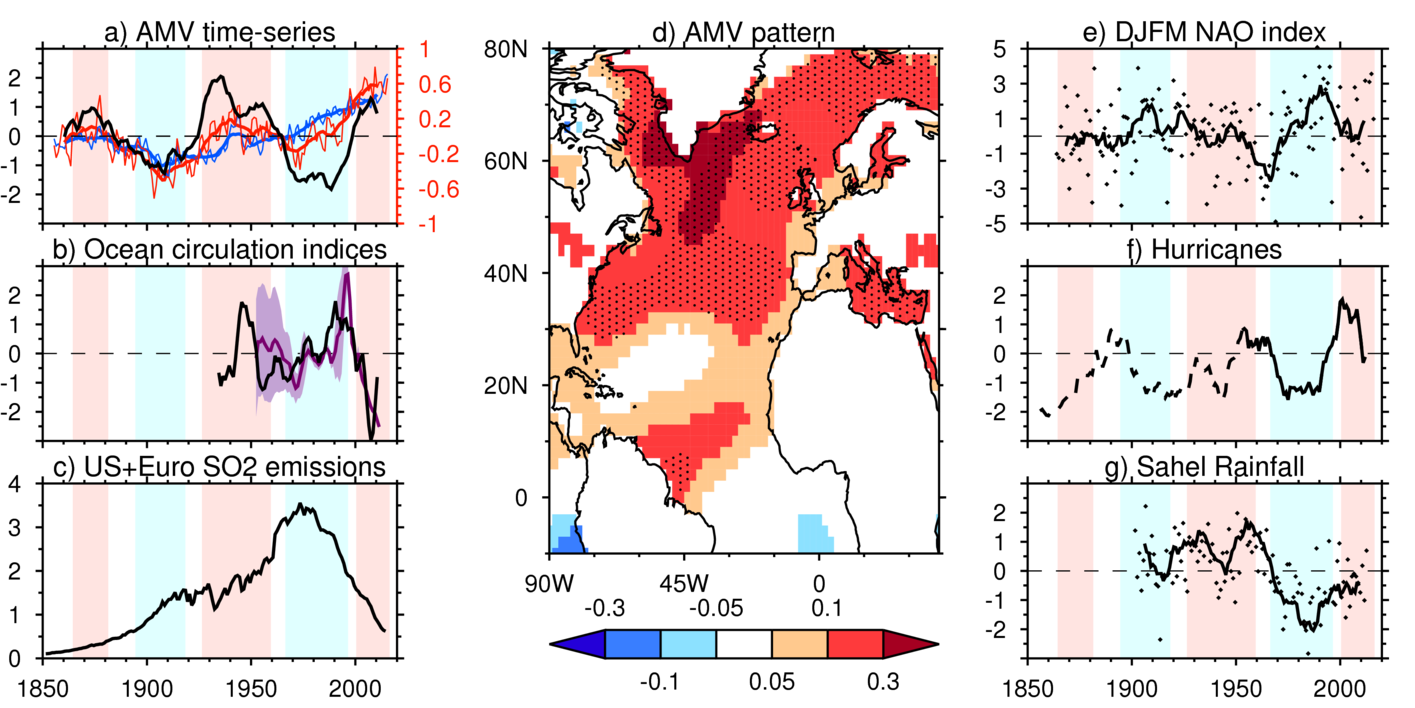 a) AMV time-series
2
1
0
-1
-2
1
0.6
0.2
-0.2
-0.6
-1
b) Ocean circulation indices
2
1
0
-1
-2
c) US+Euro SO2 emissions
4
3
2
1
0
1850 1900 1950 2000
d) AMV pattern
80N
60N
40N
20N
0
90W 45W 0
-0.3 -0.05 0.1
-0.1 0.05 0.3
e) DJFM NAO index
5
3
1
-1
-3
-5
f) Hurricanes
2
1
0
-1
-2
g) Sahel Rainfall
2
1
0
-1
-2
1850 1900 1950 2000